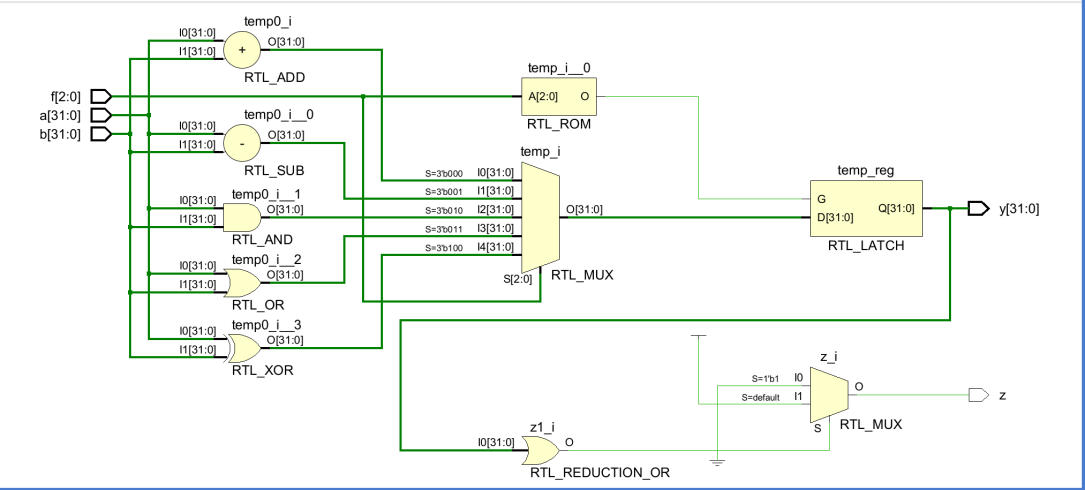 temp0_i
I0[31:0]
I1[31:0]
+
O[31:0]
RTL_ADD
f[2:0]
a[31:0]
b[31:0]
temp0_i__0
I0[31:0]
I1[31:0]
-
O[31:0]
RTL_SUB
temp0_i__1
I0[31:0]
I1[31:0]
O[31:0]
RTL_AND
temp0_i__2
I0[31:0]
I1[31:0]
O[31:0]
RTL_OR
temp0_i__3
I0[31:0]
I1[31:0]
O[31:0]
RTL_XOR
temp_i__0
A[2:0] O
RTL_ROM
temp_i
S=3'b000 I0[31:0]
S=3'b001 I1[31:0]
S=3'b010 I2[31:0]
S=3'b011 I3[31:0]
S=3'b100 I4[31:0]
O[31:0]
S[2:0]
RTL_MUX
temp_reg
G
D[31:0]
Q[31:0]
RTL_LATCH
y[31:0]
z_i
S=1'b1 I0
S=default I1
O
S
RTL_MUX
z
z1_i
I0[31:0]
O
RTL_REDUCTION_OR